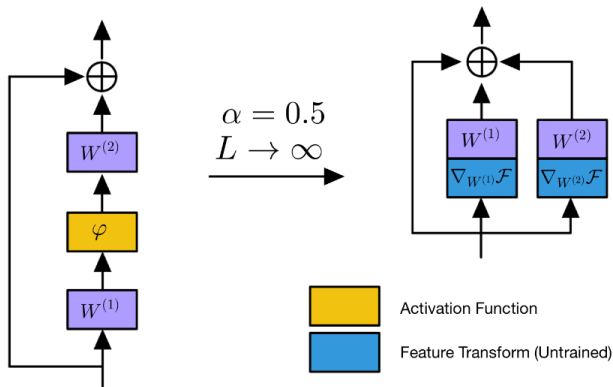 W^{(2)}
φ
W^{(1)}
α = 0.5
L → ∞
W^{(1)} W^{(2)}
∇_{W^{(1)}}ℱ ∇_{W^{(2)}}ℱ
Activation Function
Feature Transform (Untrained)